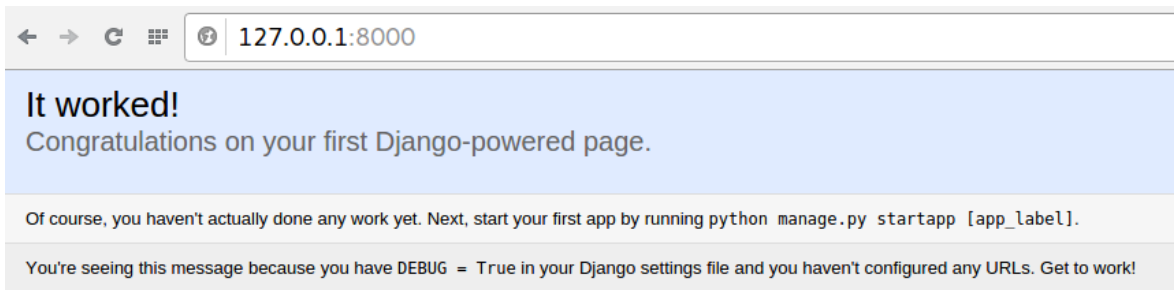 127.0.0.1:8000
It worked!
Congratulations on your first Django-powered page.
Of course, you haven't actually done any work yet. Next, start your first app by running python manage.py startapp [app_label].
You're seeing this message because you have DEBUG = True in your Django settings file and you haven't configured any URLs. Get to work!